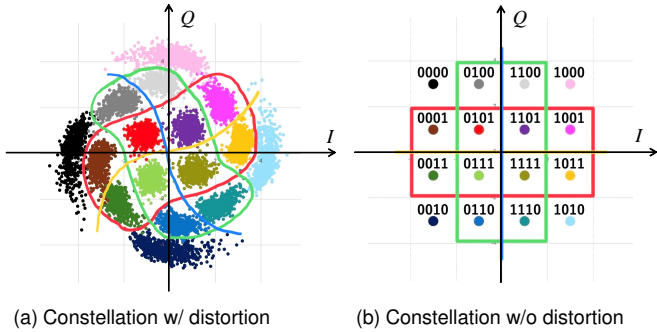 Q
I
(a) Constellation w/ distortion
Q
0000 0100 1100 1000
0001 0101 1101 1001
I
0011 0111 1111 1011
0010 0110 1110 1010
(b) Constellation w/o distortion